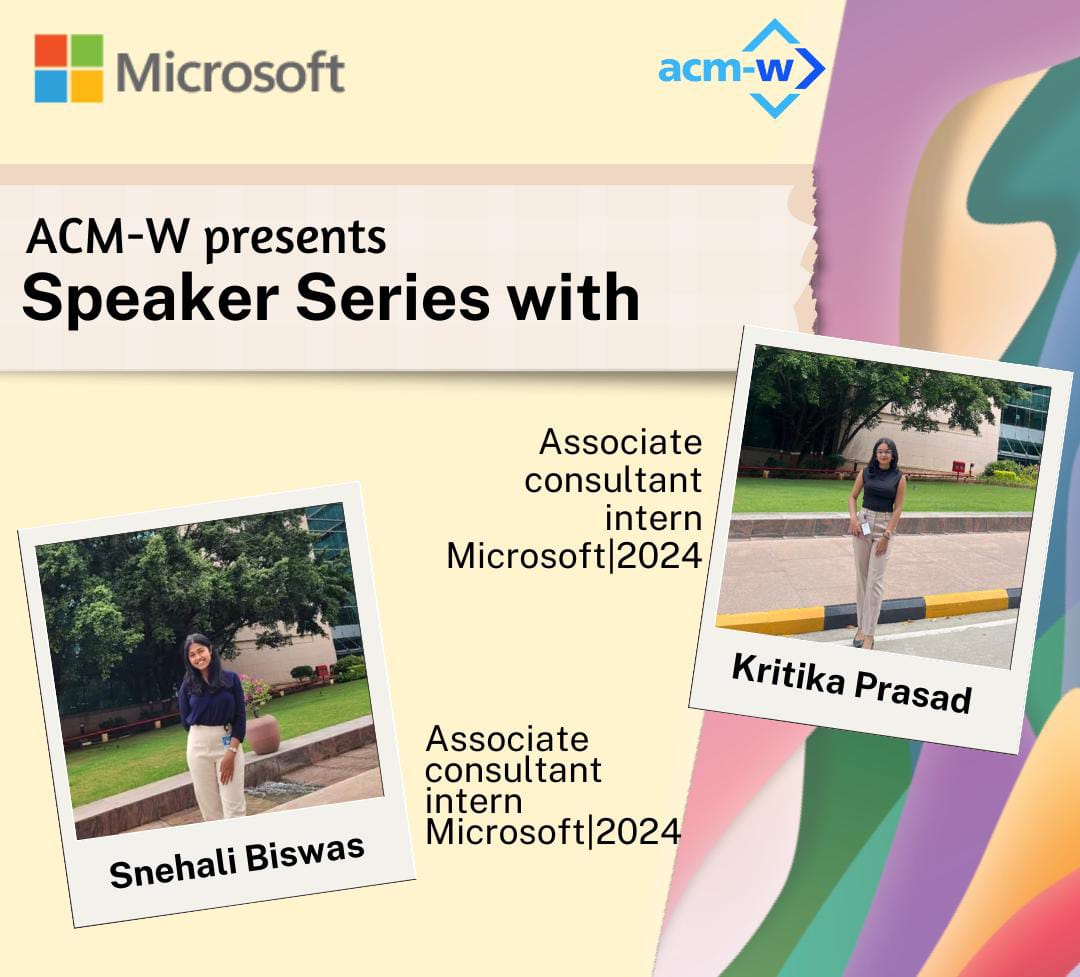 Microsoft
acm-w
ACM-W presents
Speaker Series with
Associate
consultant
intern
Microsoft|2024
Kritika Prasad
Associate
consultant
intern
Microsoft|2024
Snehali Biswas